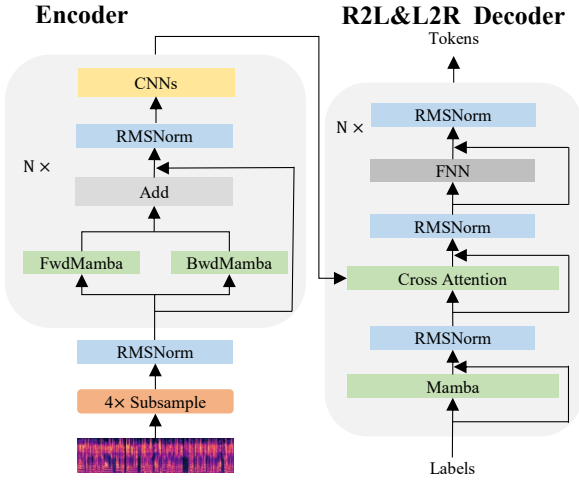 Encoder
CNNs
RMSNorm
N ×
Add
FwdMamba
BwdMamba
RMSNorm
4× Subsample
R2L&L2R Decoder
Tokens
RMSNorm
N ×
FNN
RMSNorm
Cross Attention
RMSNorm
Mamba
Labels